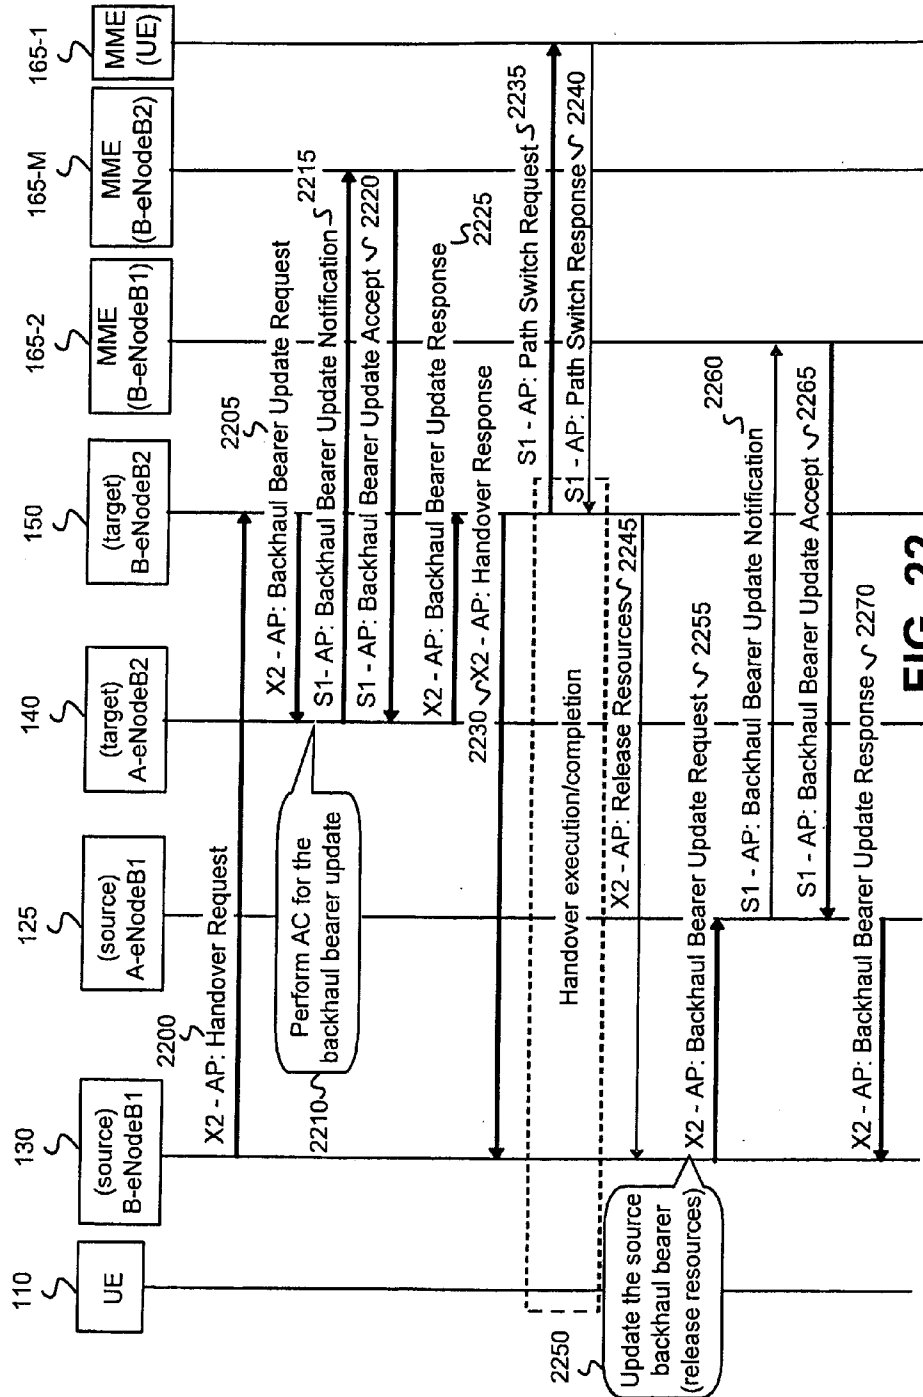 110
UE
130
(source)
B-eNodeB1
125
(source)
A-eNodeB1
140
(target)
A-eNodeB2
150
(target)
B-eNodeB2
165-2
MME
(B-eNodeB1)
165-M
MME
(B-eNodeB2)
165-1
MME
(UE)
2200
X2 - AP: Handover Request
2205
X2 - AP: Backhaul Bearer Update Request
2210
Perform AC for the
backhaul bearer update
S1- AP: Backhaul Bearer Update Notification 2215
S1 - AP: Backhaul Bearer Update Accept 2220
X2 - AP: Backhaul Bearer Update Response
2225
2230 X2 - AP: Handover Response
Handover execution/completion
S1 - AP: Path Switch Request 2235
S1 - AP: Path Switch Response 2240
X2 - AP: Release Resources 2245
2250
Update the source
backhaul bearer
(release resources)
X2 - AP: Backhaul Bearer Update Request 2255
S1 - AP: Backhaul Bearer Update Notification
2260
S1 - AP: Backhaul Bearer Update Accept 2265
X2 - AP: Backhaul Bearer Update Response 2270
FIG. 22